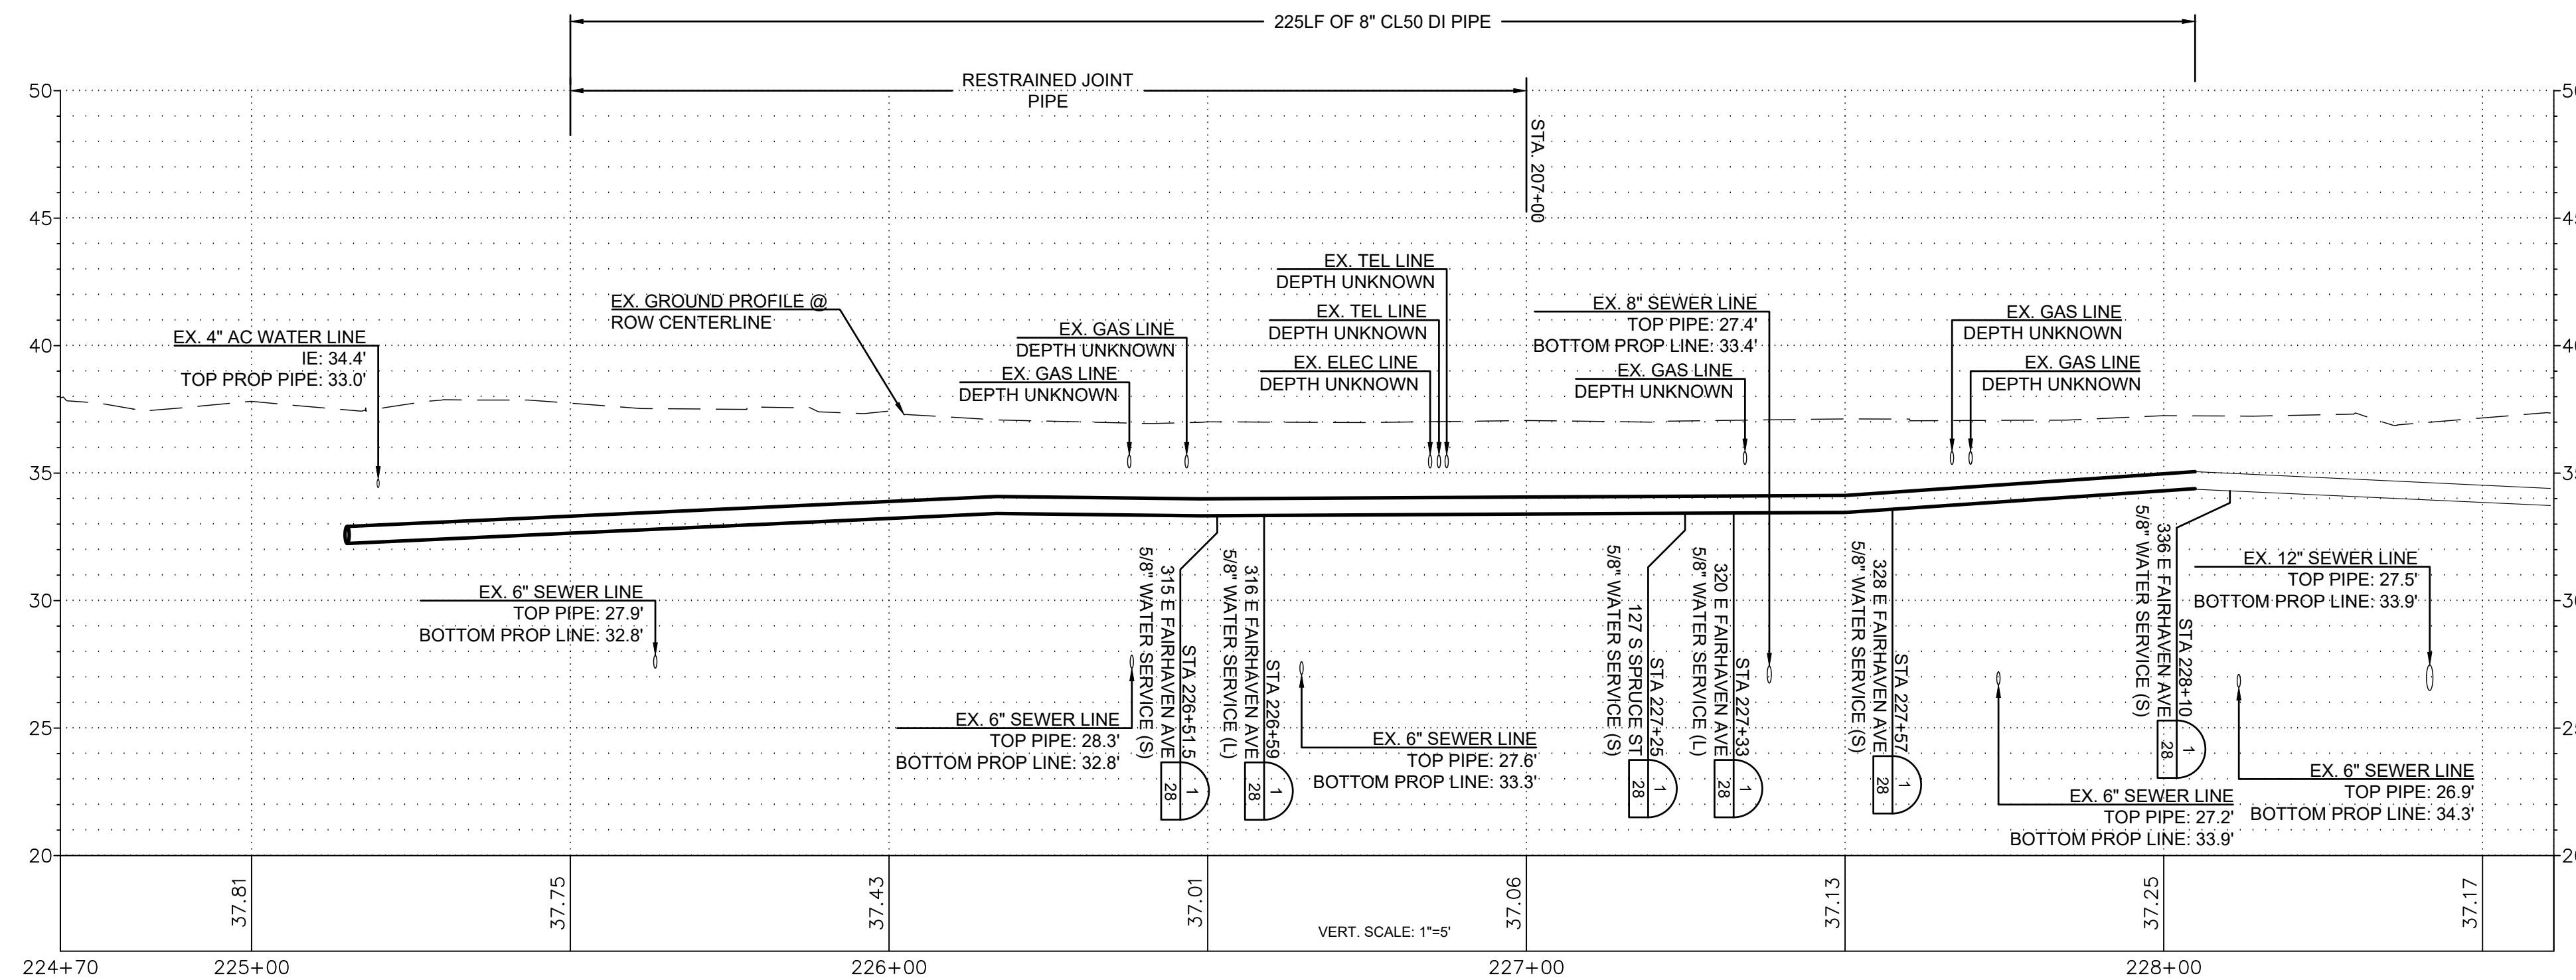 225LF OF 8" CL50 DI PIPE
RESTRAINED JOINT
PIPE
STA. 207+00
50
45
40
35
30
25
20
EX. 4" AC WATER LINE
IE: 34.4'
TOP PROP PIPE: 33.0'
EX. GROUND PROFILE @
ROW CENTERLINE
EX. GAS LINE
DEPTH UNKNOWN
EX. GAS LINE
DEPTH UNKNOWN
EX. TEL LINE
DEPTH UNKNOWN
EX. TEL LINE
DEPTH UNKNOWN
EX. ELEC LINE
DEPTH UNKNOWN
EX. 8" SEWER LINE
TOP PIPE: 27.4'
BOTTOM PROP LINE: 33.4'
EX. GAS LINE
DEPTH UNKNOWN
EX. GAS LINE
DEPTH UNKNOWN
EX. GAS LINE
DEPTH UNKNOWN
EX. 6" SEWER LINE
TOP PIPE: 27.9'
BOTTOM PROP LINE: 32.8'
EX. 6" SEWER LINE
TOP PIPE: 28.3'
BOTTOM PROP LINE: 32.8'
STA 226+51.5
315 E FAIRHAVEN AVE
5/8" WATER SERVICE (S)
1
28
STA 226+59
316 E FAIRHAVEN AVE
5/8" WATER SERVICE (L)
1
28
EX. 6" SEWER LINE
TOP PIPE: 27.6'
BOTTOM PROP LINE: 33.3'
STA 227+25
127 S SPRUCE ST
5/8" WATER SERVICE (S)
1
28
STA 227+33
320 E FAIRHAVEN AVE
5/8" WATER SERVICE (L)
1
28
STA 227+57
328 E FAIRHAVEN AVE
5/8" WATER SERVICE (S)
1
28
EX. 6" SEWER LINE
TOP PIPE: 27.2'
BOTTOM PROP LINE: 33.9'
STA 228+10
336 E FAIRHAVEN AVE
5/8" WATER SERVICE (S)
1
28
EX. 12" SEWER LINE
TOP PIPE: 27.5'
BOTTOM PROP LINE: 33.9'
EX. 6" SEWER LINE
TOP PIPE: 26.9'
BOTTOM PROP LINE: 34.3'
37.81
37.75
37.43
37.01
37.06
37.13
37.25
37.17
VERT. SCALE: 1"=5'
224+70
225+00
226+00
227+00
228+00